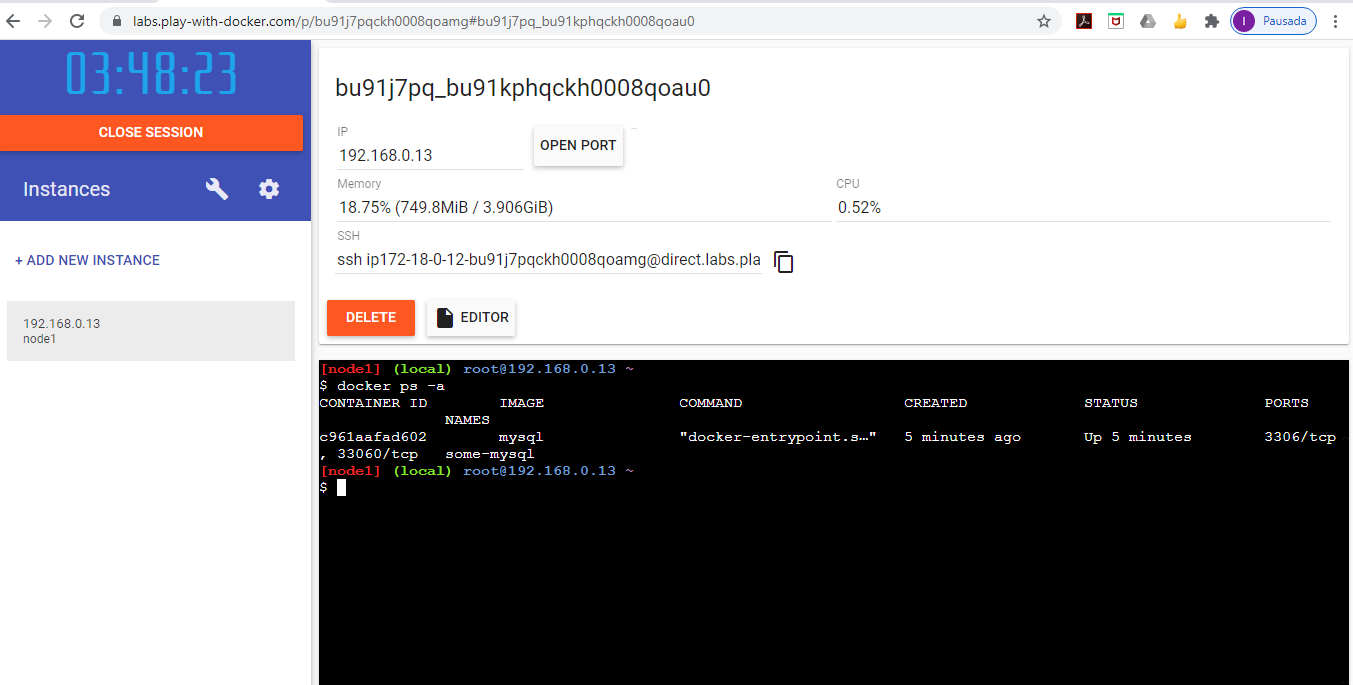 labs.play-with-docker.com/p/bu91j7pqckh0008qoamg#bu91j7pq_bu91kphqckh0008qoau0
I Pausada
03:48:23
CLOSE SESSION
Instances
+ ADD NEW INSTANCE
192.168.0.13
node1
bu91j7pq_bu91kphqckh0008qoau0
IP
192.168.0.13
OPEN PORT
Memory
18.75% (749.8MiB / 3.906GiB)
CPU
0.52%
SSH
ssh ip172-18-0-12-bu91j7pqckh0008qoamg@direct.labs.pla
DELETE
EDITOR
[node1] (local) root@192.168.0.13 ~
$ docker ps -a
CONTAINER ID IMAGE COMMAND CREATED STATUS PORTS
NAMES
c961aafad602 mysql "docker-entrypoint.s…" 5 minutes ago Up 5 minutes 3306/tcp
, 33060/tcp some-mysql
[node1] (local) root@192.168.0.13 ~
$